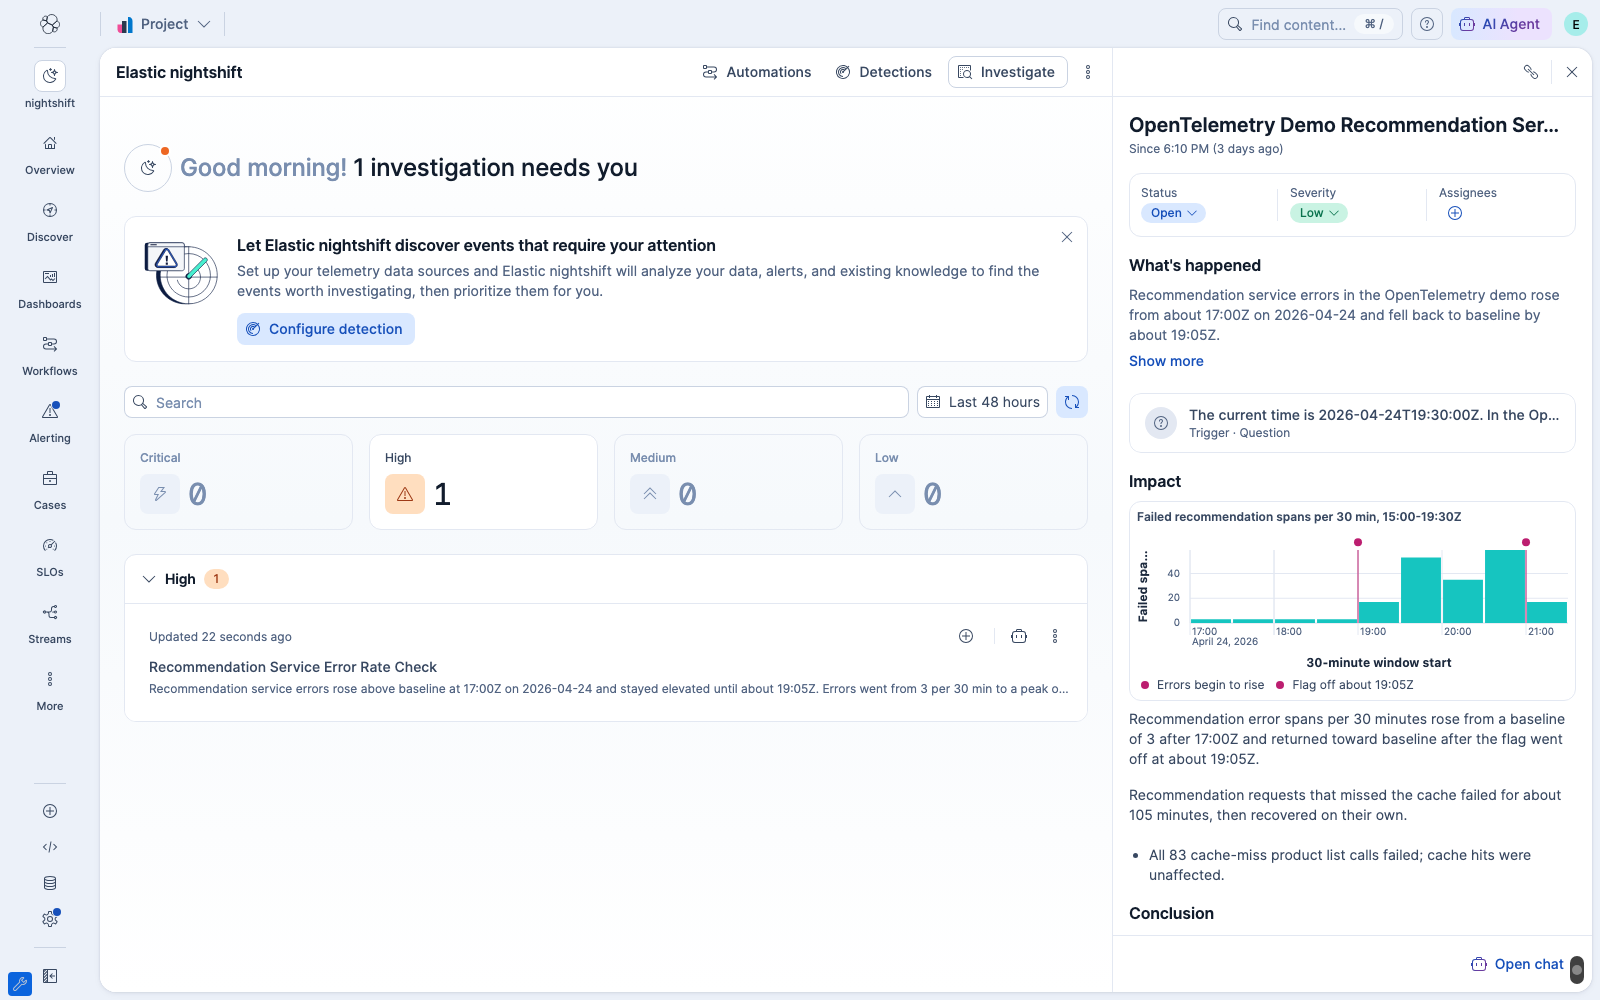 Project
Find content...
⌘ /
AI Agent
E
nightshift
Overview
Discover
Dashboards
Workflows
Alerting
Cases
SLOs
Streams
More
Elastic nightshift
Automations
Detections
Investigate
Good morning! 1 investigation needs you
Let Elastic nightshift discover events that require your attention
Set up your telemetry data sources and Elastic nightshift will analyze your data, alerts, and existing knowledge to find the
events worth investigating, then prioritize them for you.
Configure detection
Search
Last 48 hours
Critical
0
High
1
Medium
0
Low
0
High 1
Updated 22 seconds ago
Recommendation Service Error Rate Check
Recommendation service errors rose above baseline at 17:00Z on 2026-04-24 and stayed elevated until about 19:05Z. Errors went from 3 per 30 min to a peak o...
OpenTelemetry Demo Recommendation Ser...
Since 6:10 PM (3 days ago)
Status
Open
Severity
Low
Assignees
What's happened
Recommendation service errors in the OpenTelemetry demo rose
from about 17:00Z on 2026-04-24 and fell back to baseline by
about 19:05Z.
Show more
The current time is 2026-04-24T19:30:00Z. In the Op...
Trigger · Question
Impact
Failed recommendation spans per 30 min, 15:00-19:30Z
Failed spa...
40
20
0
17:00
18:00
19:00
20:00
21:00
April 24, 2026
30-minute window start
Errors begin to rise
Flag off about 19:05Z
Recommendation error spans per 30 minutes rose from a baseline
of 3 after 17:00Z and returned toward baseline after the flag went
off at about 19:05Z.
Recommendation requests that missed the cache failed for about
105 minutes, then recovered on their own.
• All 83 cache-miss product list calls failed; cache hits were
unaffected.
Conclusion
Open chat